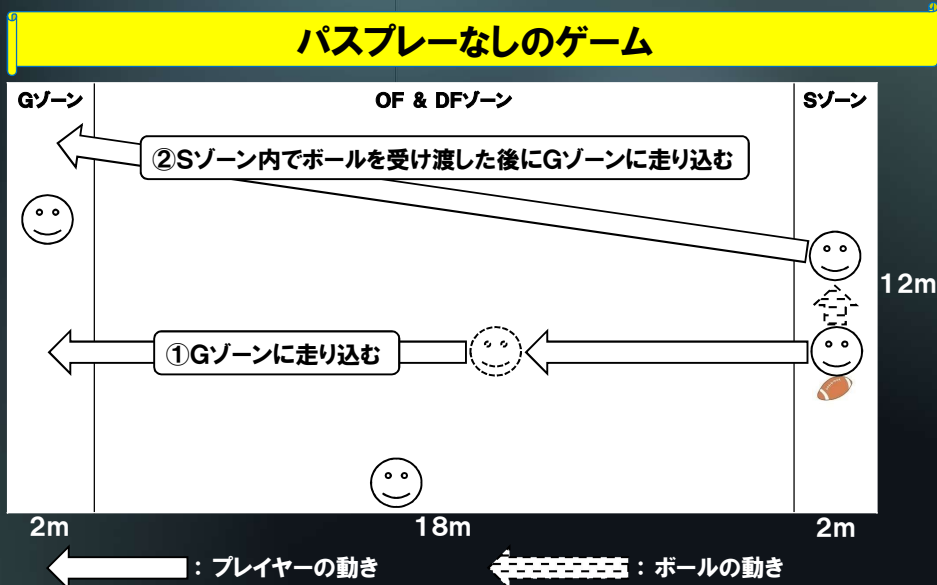 パスプレーなしのゲーム
Gゾーン
OF & DFゾーン
Sゾーン
②Sゾーン内でボールを受け渡した後にGゾーンに走り込む
12m
①Gゾーンに走り込む
2m
18m
2m
：プレイヤーの動き
：ボールの動き